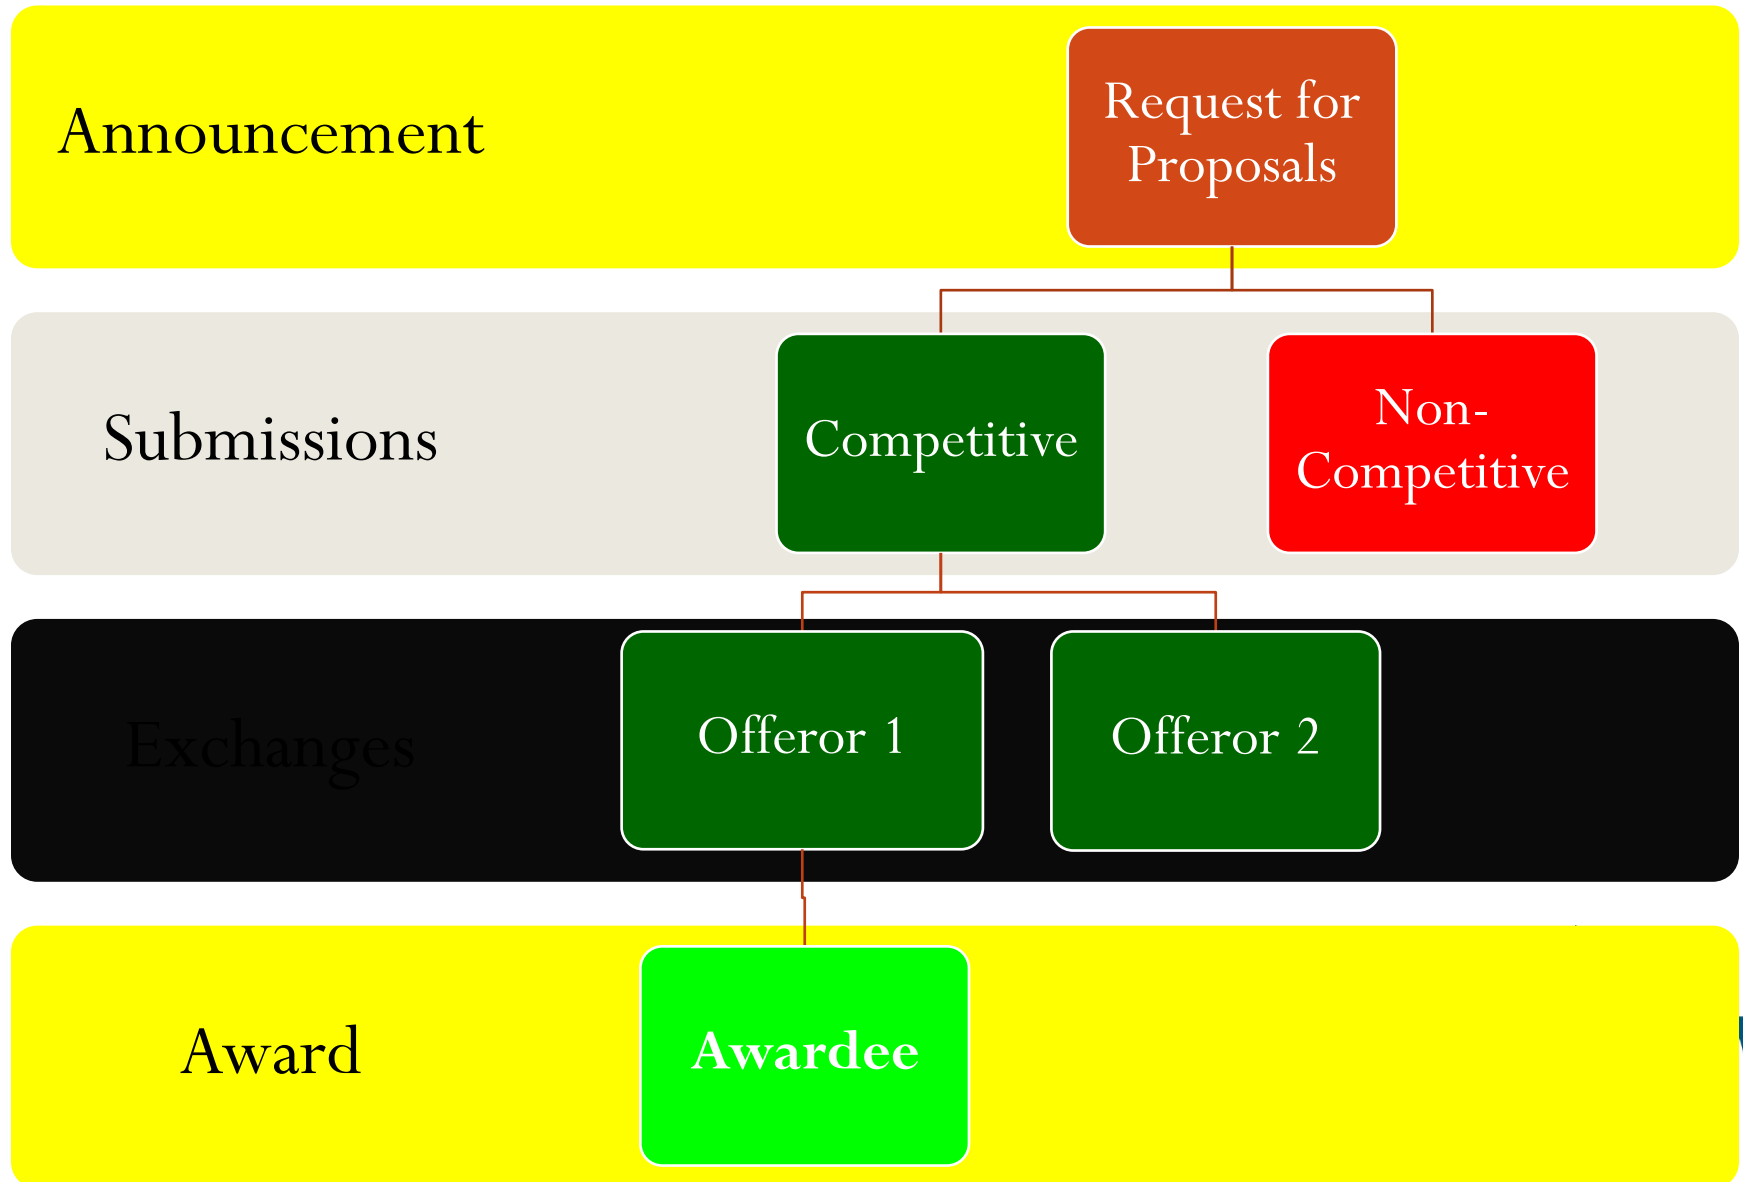 Announcement
Request for
Proposals
Submissions
Competitive
Non-
Competitive
Exchanges
Offeror 1
Offeror 2
Award
Awardee